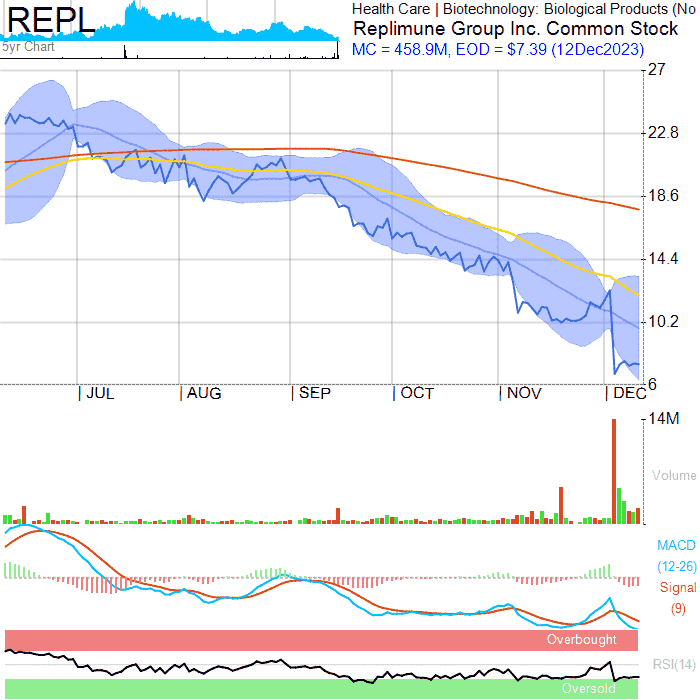 REPL
5yr Chart
Health Care | Biotechnology: Biological Products (No
Replimune Group Inc. Common Stock
MC = 458.9M, EOD = $7.39 (12Dec2023)
27
22.8
18.6
14.4
10.2
6
| JUL | AUG | SEP | OCT | NOV | DEC
14M
Volume
MACD
(12-26)
Signal
(9)
Overbought
RSI(14)
Oversold